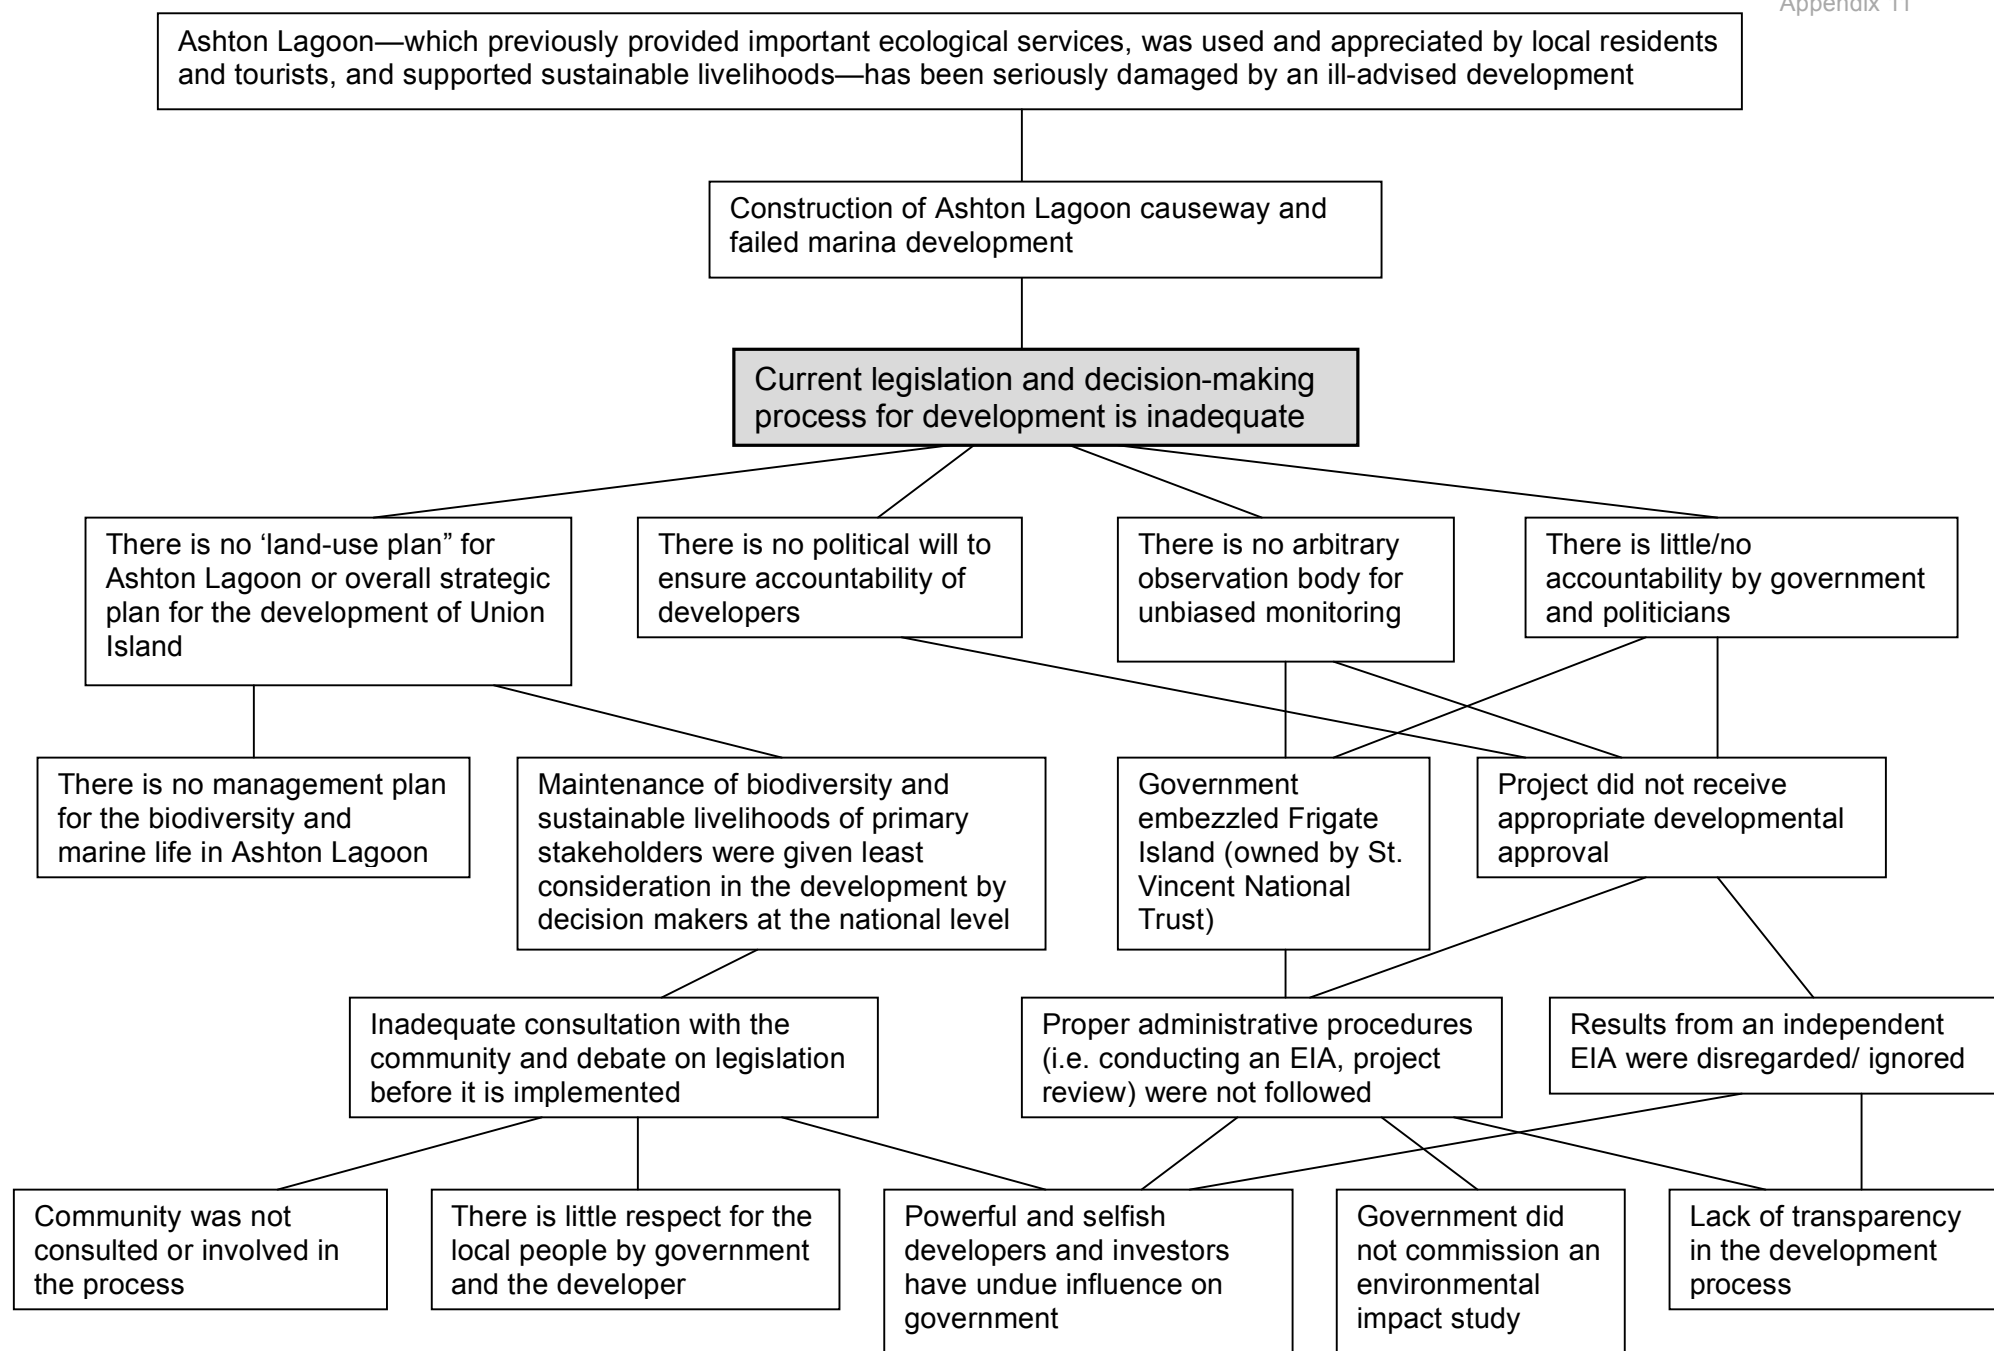 Appendix 11
Ashton Lagoon—which previously provided important ecological services, was used and appreciated by local residents
and tourists, and supported sustainable livelihoods—has been seriously damaged by an ill-advised development
Construction of Ashton Lagoon causeway and
failed marina development
Current legislation and decision-making
process for development is inadequate
There is no ‘land-use plan” for
Ashton Lagoon or overall strategic
plan for the development of Union
Island
There is no political will to
ensure accountability of
developers
There is no arbitrary
observation body for
unbiased monitoring
There is little/no
accountability by government
and politicians
There is no management plan
for the biodiversity and
marine life in Ashton Lagoon
Maintenance of biodiversity and
sustainable livelihoods of primary
stakeholders were given least
consideration in the development by
decision makers at the national level
Government
embezzled Frigate
Island (owned by St.
Vincent National
Trust)
Project did not receive
appropriate developmental
approval
Inadequate consultation with the
community and debate on legislation
before it is implemented
Proper administrative procedures
(i.e. conducting an EIA, project
review) were not followed
Results from an independent
EIA were disregarded/ ignored
Community was not
consulted or involved in
the process
There is little respect for the
local people by government
and the developer
Powerful and selfish
developers and investors
have undue influence on
government
Government did
not commission an
environmental
impact study
Lack of transparency
in the development
process